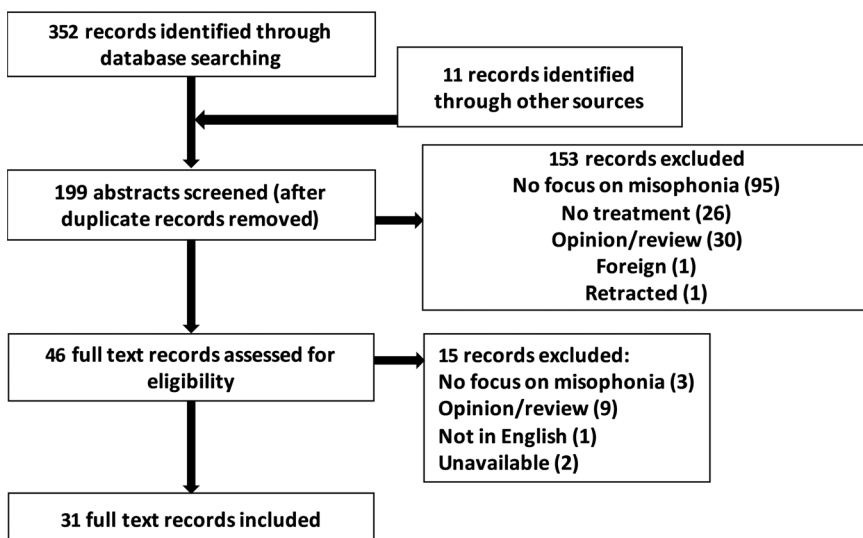 352 records identified through
database searching
11 records identified
through other sources
199 abstracts screened (after
duplicate records removed)
153 records excluded
No focus on misophonia (95)
No treatment (26)
Opinion/review (30)
Foreign (1)
Retracted (1)
46 full text records assessed for
eligibility
15 records excluded:
No focus on misophonia (3)
Opinion/review (9)
Not in English (1)
Unavailable (2)
31 full text records included